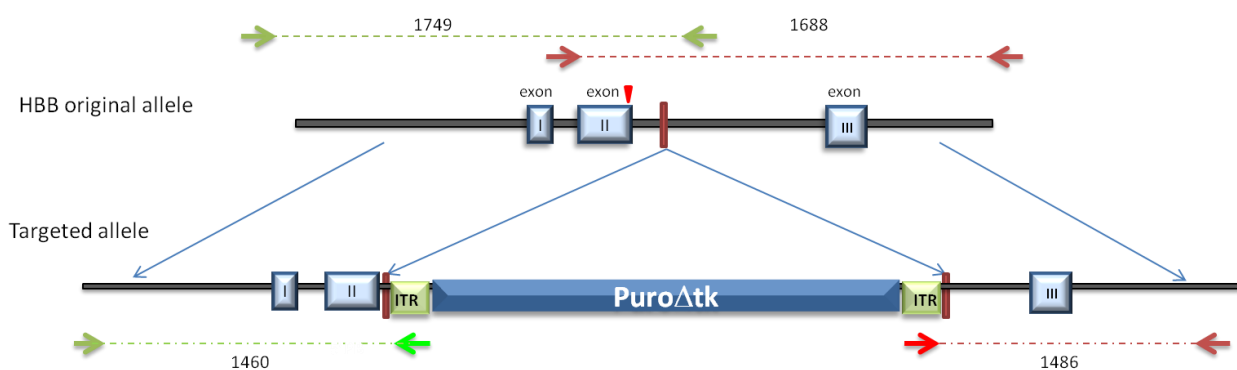 1749
1688
HBB original allele
exon exon exon
I II III
Targeted allele
I II ITR PuroΔtk ITR III
1460
1486